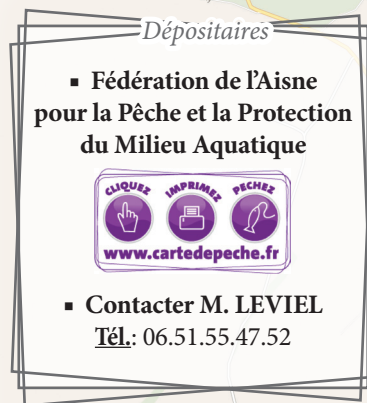 Dépositaires
▪ Fédération de l'Aisne
pour la Pêche et la Protection
du Milieu Aquatique
CLIQUEZ IMPRIMEZ PECHEZ
www.cartedepeche.fr
▪ Contacter M. LEVIEL
Tél.: 06.51.55.47.52